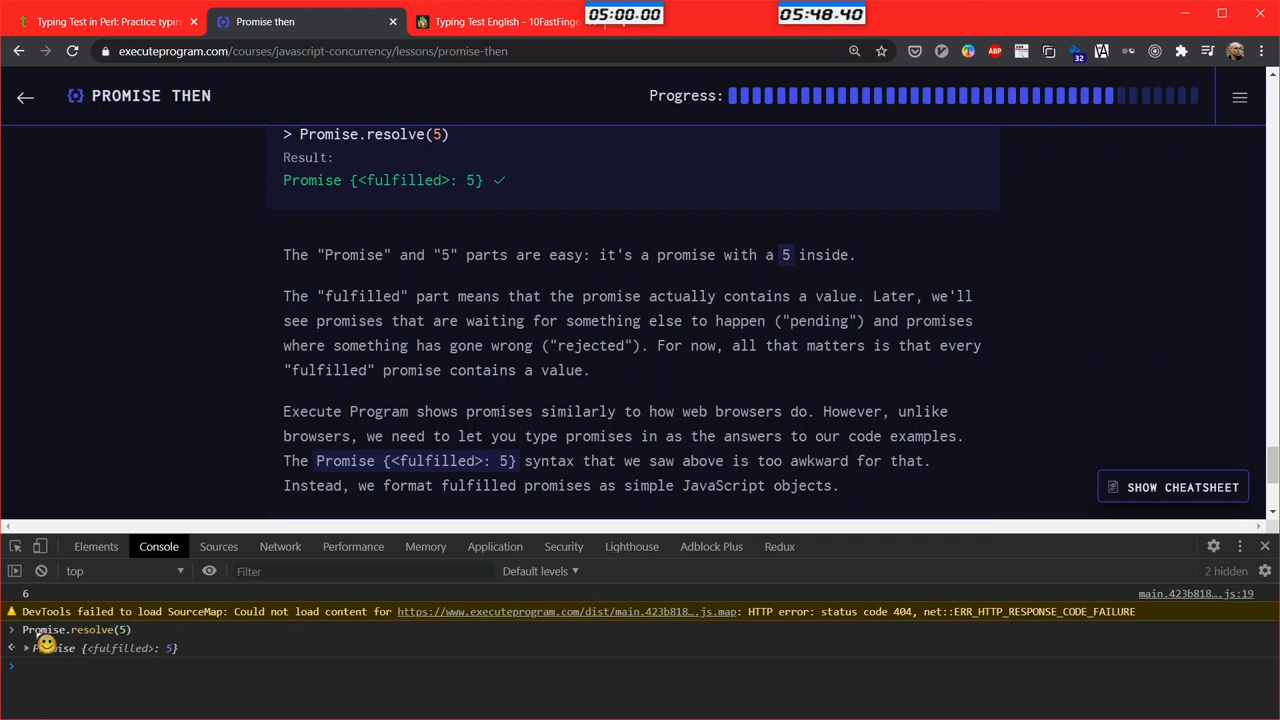 Typing Test in Perl: Practice typin
Promise then
Typing Test English - 10FastFinge
05:00.00
05:48.40
executeprogram.com/courses/javascript-concurrency/lessons/promise-then
ABP
32
PROMISE THEN
Progress:
> Promise.resolve(5)
Result:
Promise {<fulfilled>: 5}
The "Promise" and "5" parts are easy: it's a promise with a 5 inside.
The "fulfilled" part means that the promise actually contains a value. Later, we'll
see promises that are waiting for something else to happen ("pending") and promises
where something has gone wrong ("rejected"). For now, all that matters is that every
"fulfilled" promise contains a value.
Execute Program shows promises similarly to how web browsers do. However, unlike
browsers, we need to let you type promises in as the answers to our code examples.
The Promise {<fulfilled>: 5} syntax that we saw above is too awkward for that.
Instead, we format fulfilled promises as simple JavaScript objects.
SHOW CHEATSHEET
Elements Console Sources Network Performance Memory Application Security Lighthouse Adblock Plus Redux
top Filter Default levels 2 hidden
6 main.423b818….js:19
DevTools failed to load SourceMap: Could not load content for https://www.executeprogram.com/dist/main.423b818….js.map: HTTP error: status code 404, net::ERR_HTTP_RESPONSE_CODE_FAILURE
> Promise.resolve(5)
Promise {<fulfilled>: 5}